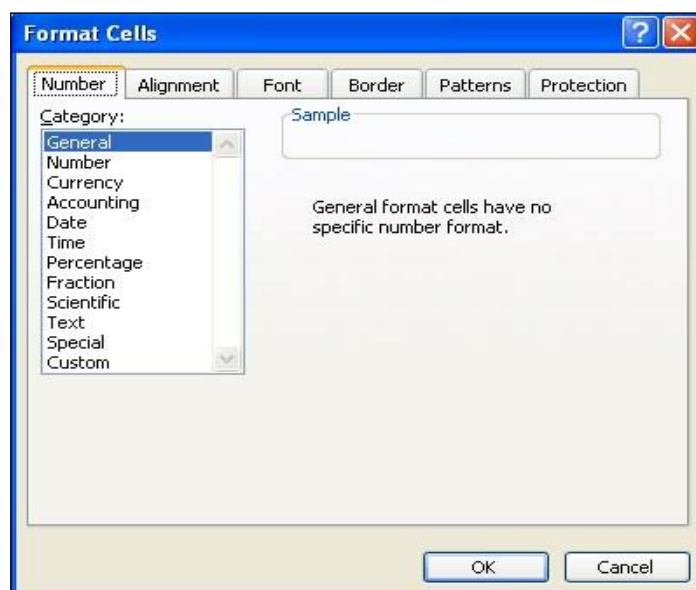 Format Cells
Number Alignment Font Border Patterns Protection
Category:
General
Number
Currency
Accounting
Date
Time
Percentage
Fraction
Scientific
Text
Special
Custom
Sample
General format cells have no
specific number format.
OK Cancel